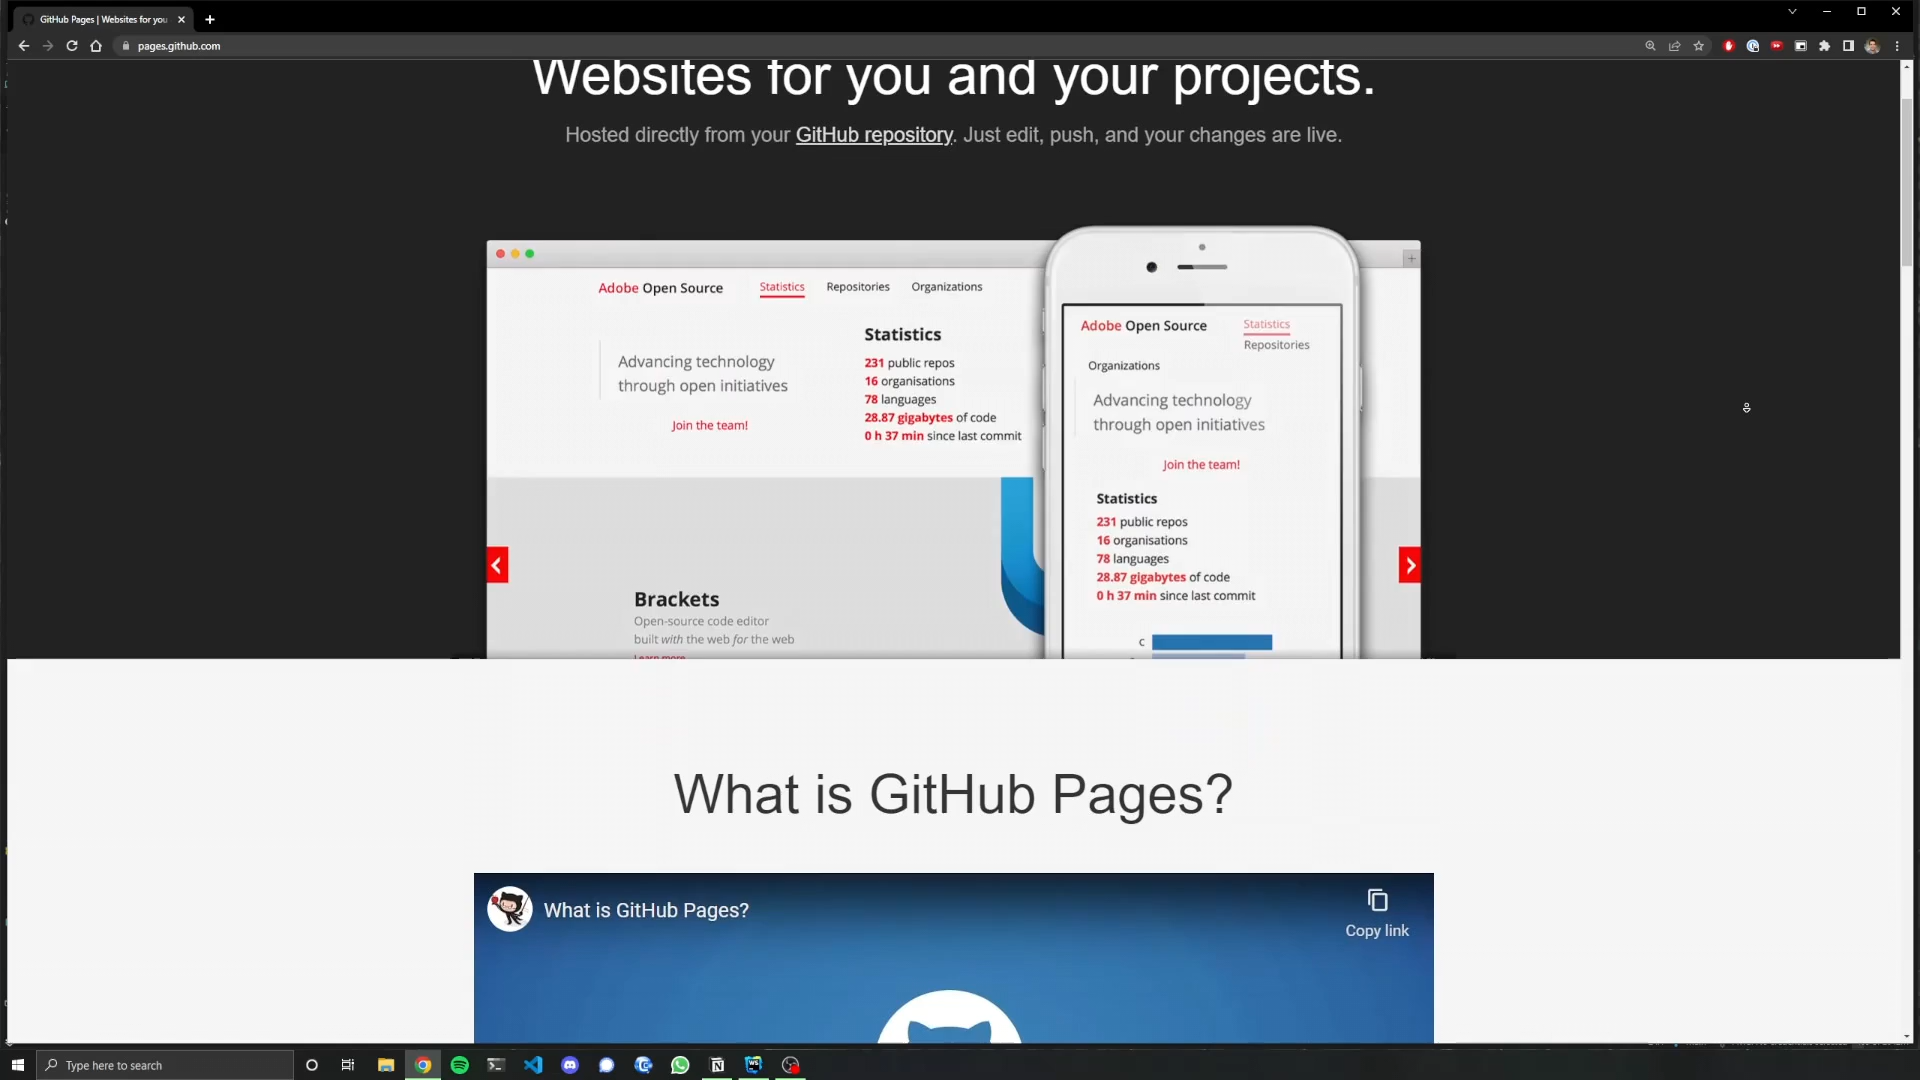 GitHub Pages | Websites for you
pages.github.com
Websites for you and your projects.
Hosted directly from your GitHub repository. Just edit, push, and your changes are live.
Adobe Open Source
Statistics
Repositories
Organizations
Advancing technology
through open initiatives
Join the team!
Statistics
231 public repos
16 organisations
78 languages
28.87 gigabytes of code
0 h 37 min since last commit
Brackets
Open-source code editor
built with the web for the web
Learn more
Adobe Open Source
Statistics
Repositories
Organizations
Advancing technology
through open initiatives
Join the team!
Statistics
231 public repos
16 organisations
78 languages
28.87 gigabytes of code
0 h 37 min since last commit
C
What is GitHub Pages?
What is GitHub Pages?
Copy link
Type here to search